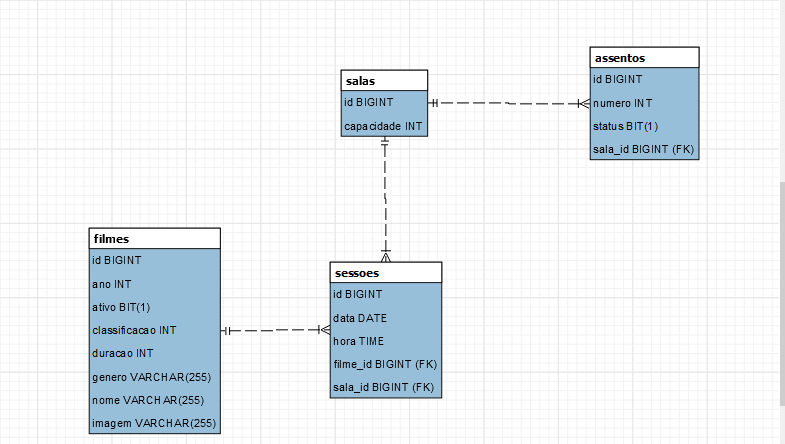 assentos
id BIGINT
numero INT
status BIT(1)
sala_id BIGINT (FK)
salas
id BIGINT
capacidade INT
filmes
id BIGINT
ano INT
ativo BIT(1)
classificacao INT
duracao INT
genero VARCHAR(255)
nome VARCHAR(255)
imagem VARCHAR(255)
sessoes
id BIGINT
data DATE
hora TIME
filme_id BIGINT (FK)
sala_id BIGINT (FK)